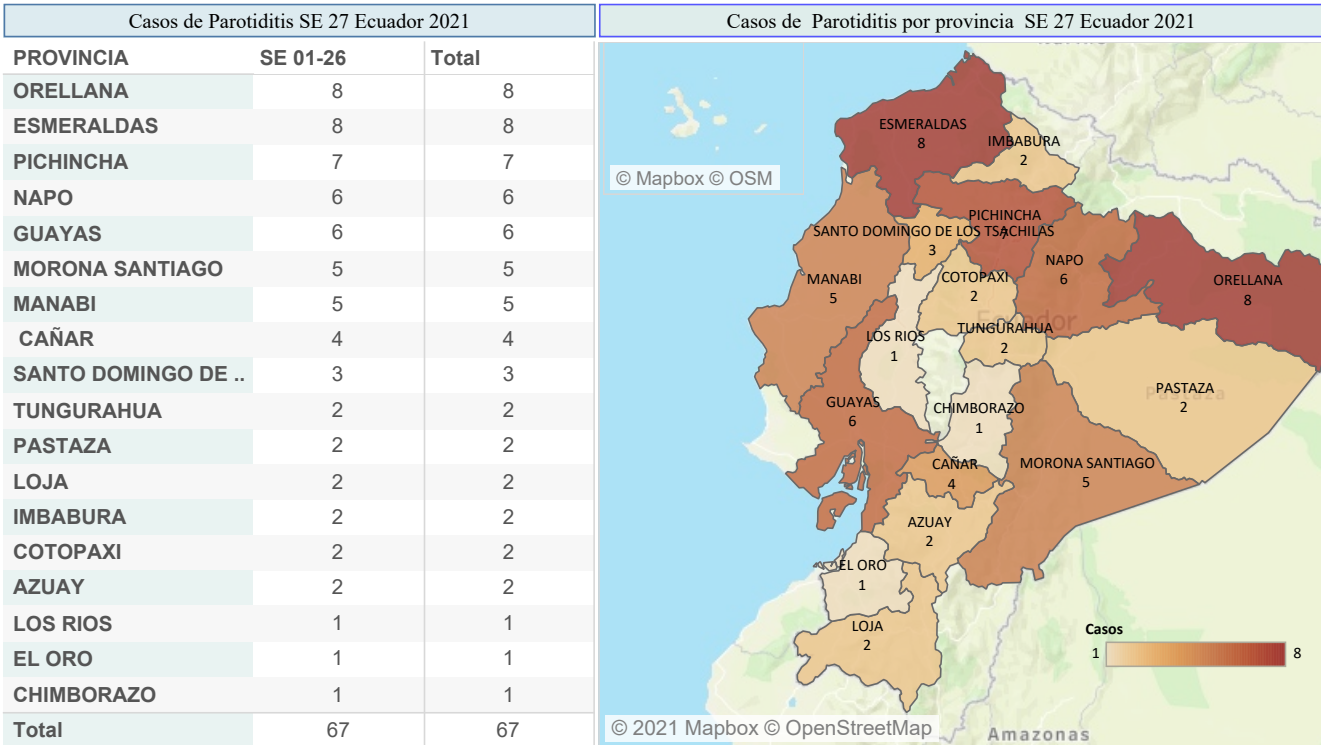 Casos de Parotiditis SE 27 Ecuador 2021
PROVINCIA SE 01-26 Total
ORELLANA 8 8
ESMERALDAS 8 8
PICHINCHA 7 7
NAPO 6 6
GUAYAS 6 6
MORONA SANTIAGO 5 5
MANABI 5 5
CAÑAR 4 4
SANTO DOMINGO DE .. 3 3
TUNGURAHUA 2 2
PASTAZA 2 2
LOJA 2 2
IMBABURA 2 2
COTOPAXI 2 2
AZUAY 2 2
LOS RIOS 1 1
EL ORO 1 1
CHIMBORAZO 1 1
Total 67 67
Casos de Parotiditis por provincia SE 27 Ecuador 2021
ESMERALDAS
8
IMBABURA
2
© Mapbox © OSM
PICHINCHA
7
SANTO DOMINGO DE LOS TSACHILAS
3
NAPO
6
MANABI
5
COTOPAXI
2
ORELLANA
8
Ecuador
TUNGURAHUA
2
LOS RIOS
1
PASTAZA
2
Pastaza
GUAYAS
6
CHIMBORAZO
1
CAÑAR
4
MORONA SANTIAGO
5
AZUAY
2
EL ORO
1
LOJA
2
Casos
1 8
© 2021 Mapbox © OpenStreetMap
Amazonas